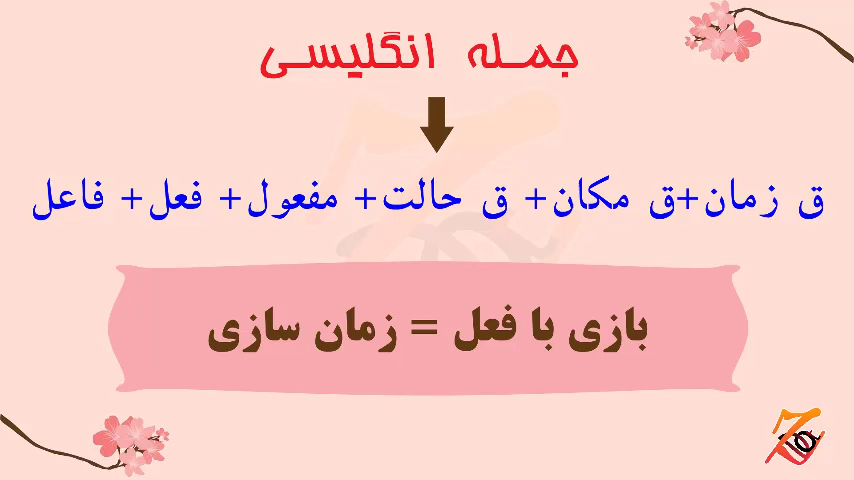 جمله انگلیسی
ق زمان+ق مکان+ ق حالت+ مفعول+ فعل+ فاعل
بازی با فعل = زمان سازی